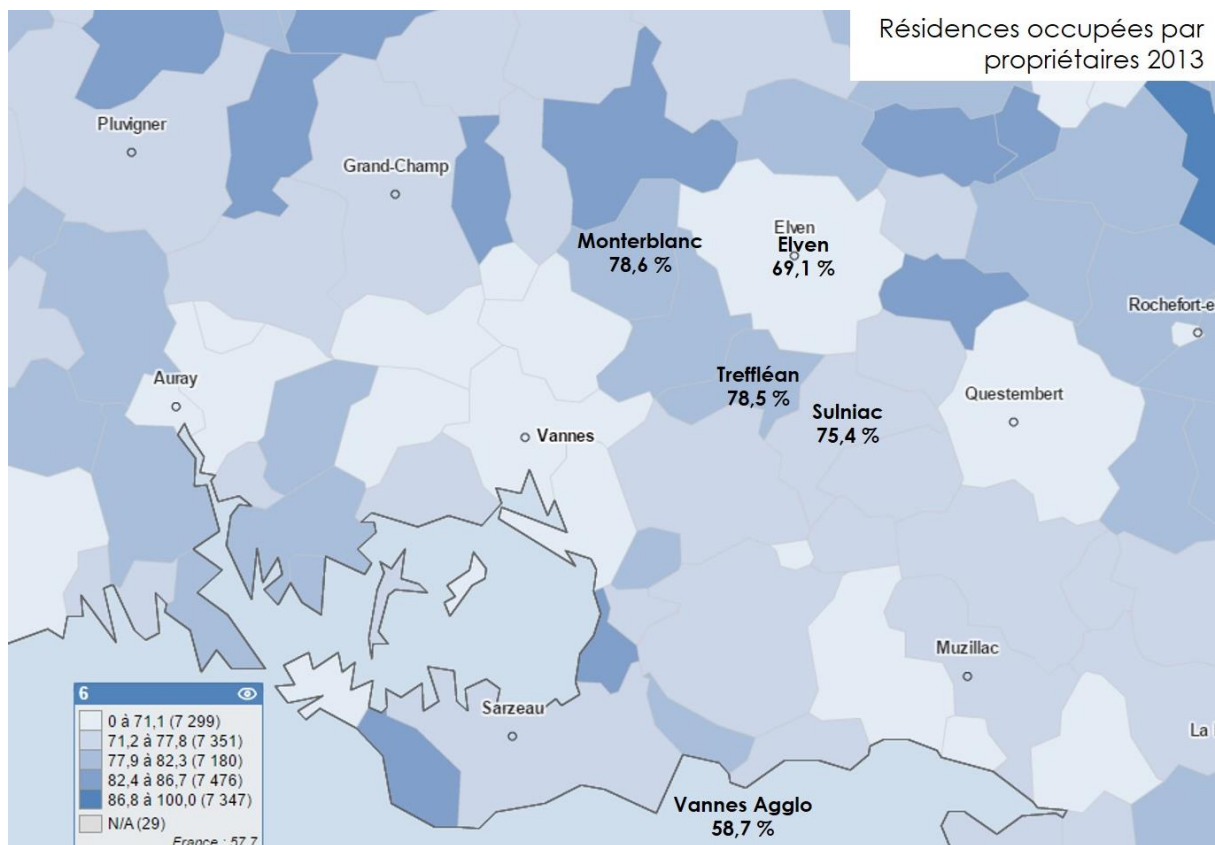 Résidences occupées par
propriétaires 2013
Pluvigner
Grand-Champ
Monterblanc
78,6 %
Elven
Elven
69,1 %
Rochefort-e
Auray
Treffléan
78,5 %
Sulniac
75,4 %
Questembert
Vannes
Muzillac
Sarzeau
La
Vannes Agglo
58,7 %
6
0 à 71,1 (7 299)
71,2 à 77,8 (7 351)
77,9 à 82,3 (7 180)
82,4 à 86,7 (7 476)
86,8 à 100,0 (7 347)
N/A (29)
France : 57,7